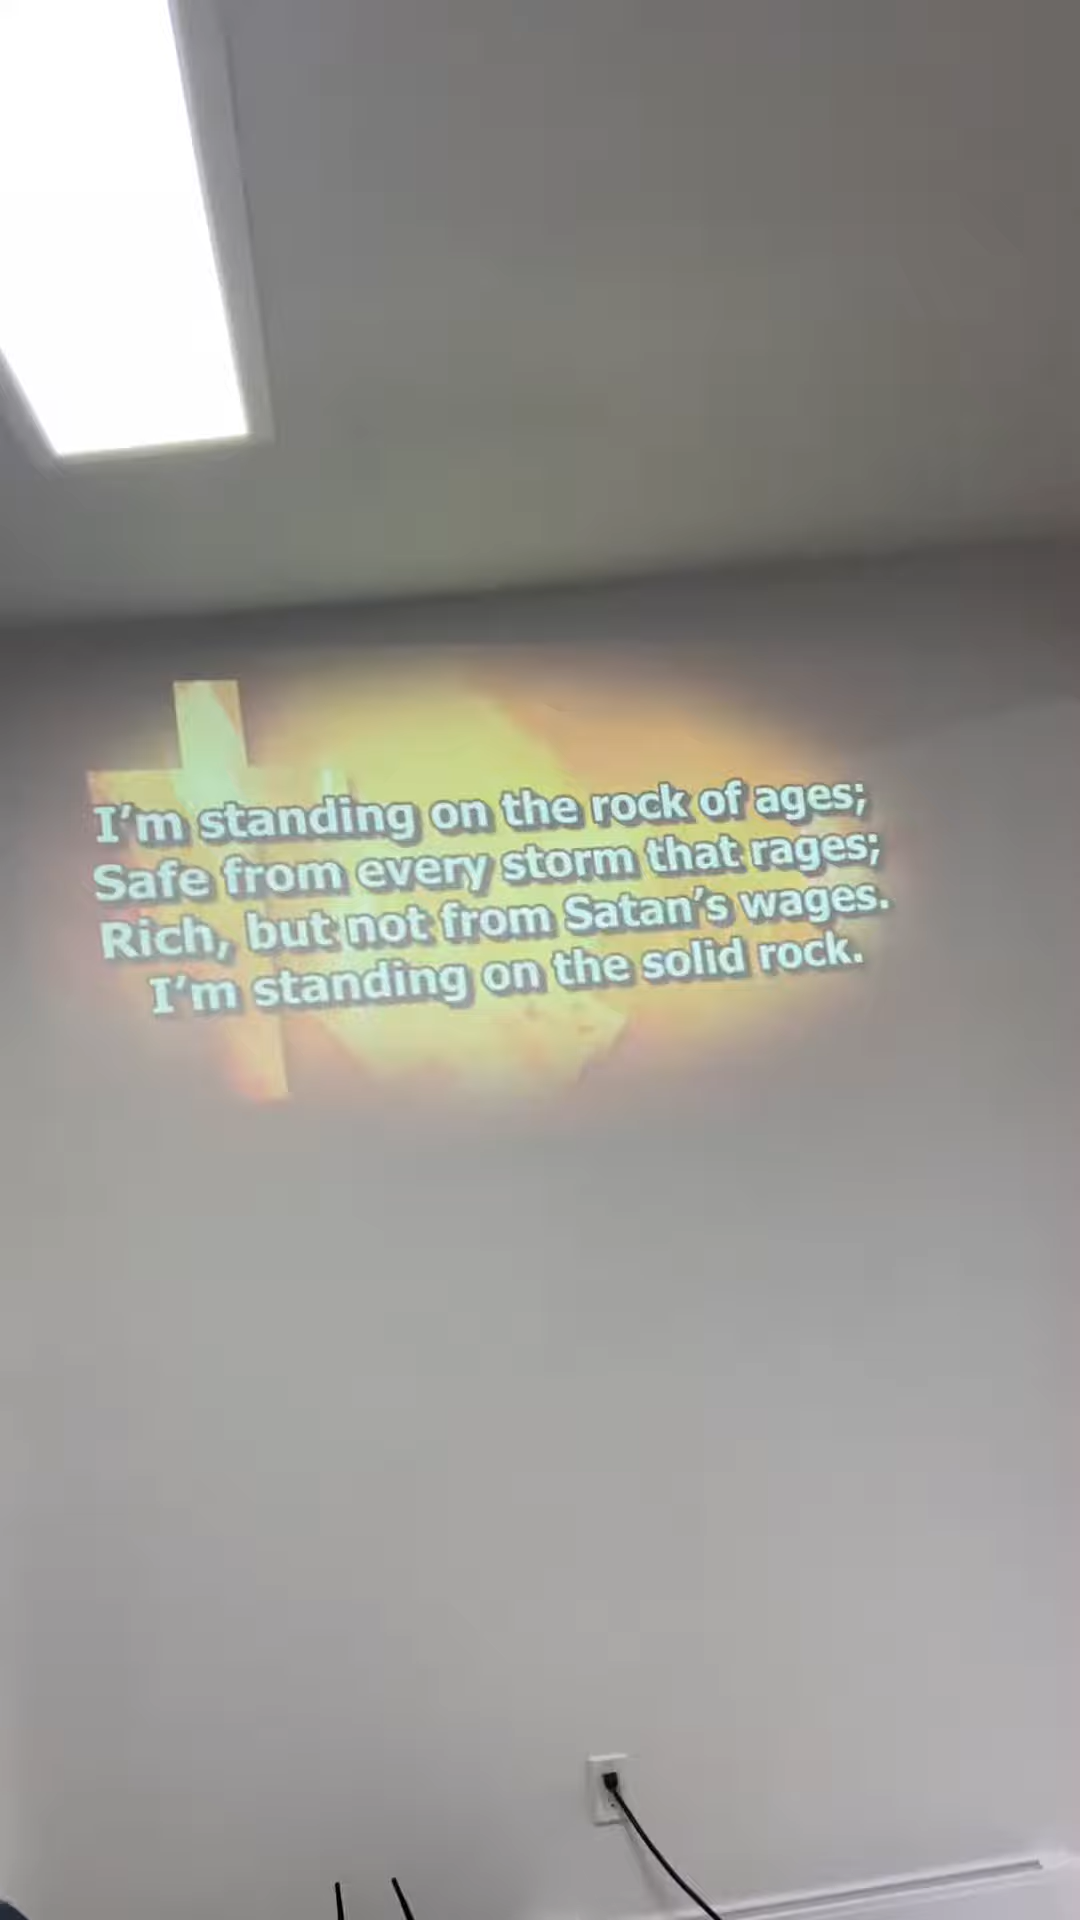 I'm standing on the rock of ages;
Safe from every storm that rages;
Rich, but not from Satan's wages.
I'm standing on the solid rock.